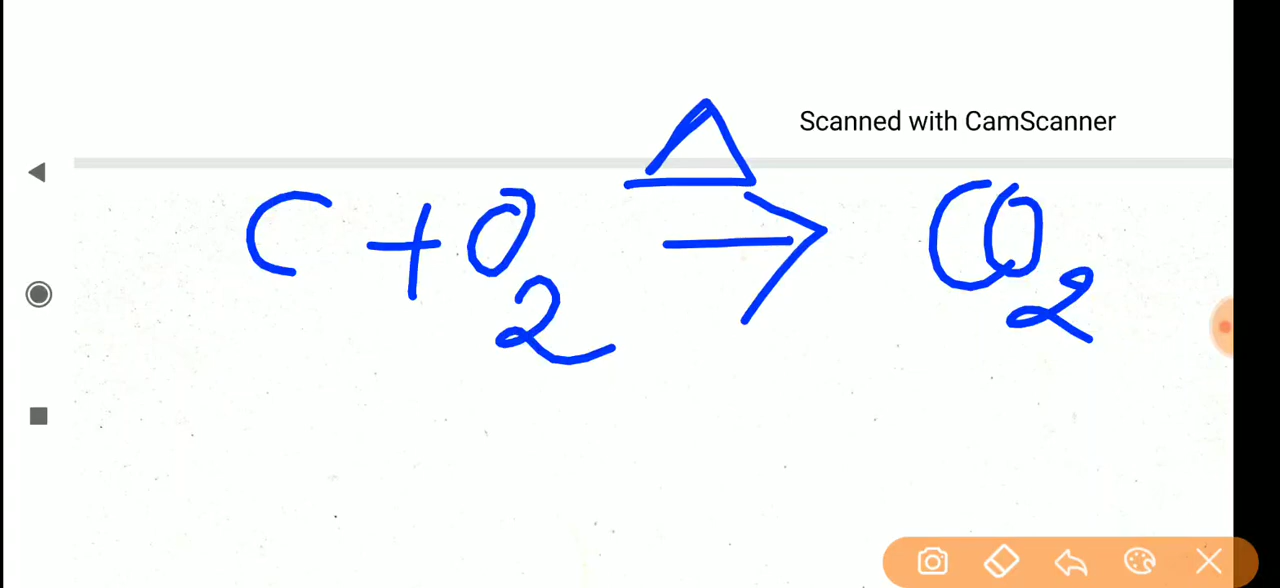 Scanned with CamScanner
Δ
C + O₂ → CO₂